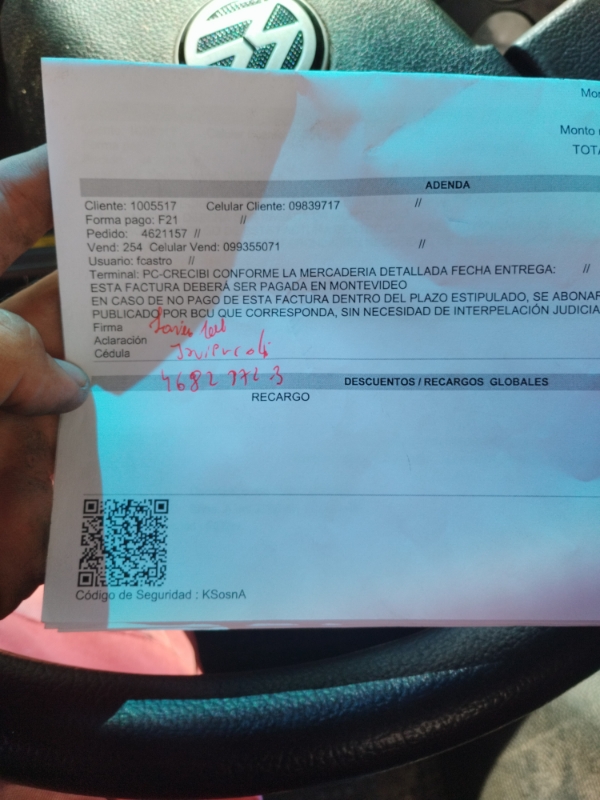 Mo
Monto
TOTA
ADENDA
Cliente: 1005517 Celular Cliente: 09839717 //
Forma pago: F21 //
Pedido: 4621157 //
Vend: 254 Celular Vend: 099355071 //
Usuario: fcastro //
Terminal: PC-CRECIBI CONFORME LA MERCADERIA DETALLADA FECHA ENTREGA: //
ESTA FACTURA DEBERÁ SER PAGADA EN MONTEVIDEO
EN CASO DE NO PAGO DE ESTA FACTURA DENTRO DEL PLAZO ESTIPULADO, SE ABONAR
PUBLICADO POR BCU QUE CORRESPONDA, SIN NECESIDAD DE INTERPELACIÓN JUDICIA
Firma
Aclaración
Cédula
DESCUENTOS / RECARGOS GLOBALES
RECARGO
Código de Seguridad : KSosnA